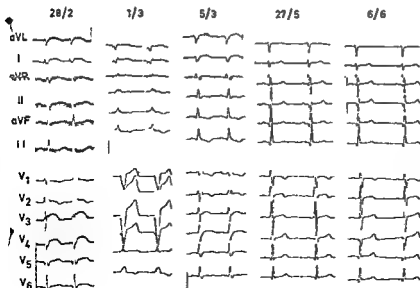 28/2 1/3 5/3 27/5 6/6
aVL
I
aVR
II
aVF
III
V1
V2
V3
V4
V5
V6